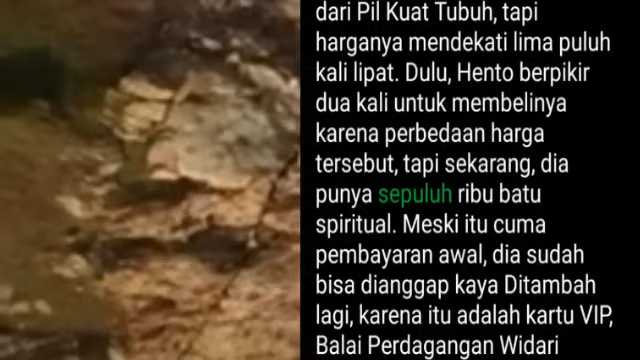 dari Pil Kuat Tubuh, tapi
harganya mendekati lima puluh
kali lipat. Dulu, Hento berpikir
dua kali untuk membelinya
karena perbedaan harga
tersebut, tapi sekarang, dia
punya sepuluh ribu batu
spiritual. Meski itu cuma
pembayaran awal, dia sudah
bisa dianggap kaya Ditambah
lagi, karena itu adalah kartu VIP,
Balai Perdagangan Widari